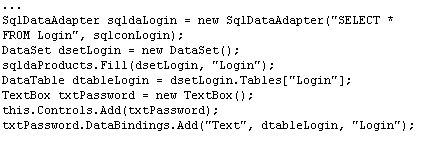 ...
SqlDataAdapter sqldaLogin = new SqlDataAdapter("SELECT *
FROM Login", sqlconLogin);
DataSet dsetLogin = new DataSet();
sqldaProducts.Fill(dsetLogin, "Login");
DataTable dtableLogin = dsetLogin.Tables["Login"];
TextBox txtPassword = new TextBox();
this.Controls.Add(txtPassword);
txtPassword.DataBindings.Add("Text", dtableLogin, "Login");